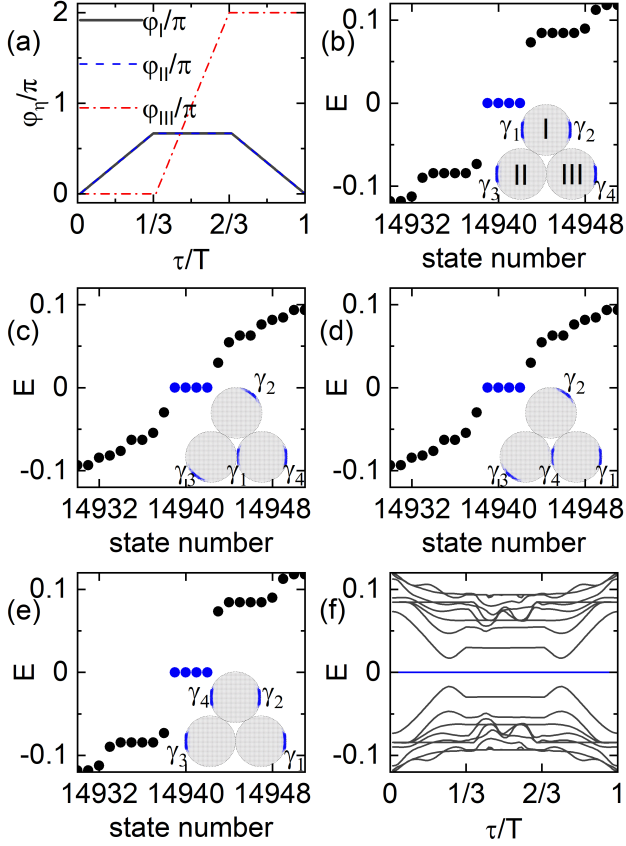 (a)
φ_I/π
φ_II/π
φ_III/π
2
1
0
φ_η/π
0
1/3
2/3
1
τ/T
(b)
0.1
0
-0.1
E
γ₁
I
γ₂
II
III
γ₃
γ₄
14932
14940
14948
state number
(c)
0.1
0
-0.1
E
γ₂
γ₃
γ₁
γ₄
14932
14940
14948
state number
(d)
0.1
0
-0.1
E
γ₂
γ₃
γ₄
γ₁
14932
14940
14948
state number
(e)
0.1
0
-0.1
E
γ₄
γ₂
γ₃
γ₁
14932
14940
14948
state number
(f)
0.1
0
-0.1
E
0
1/3
2/3
1
τ/T